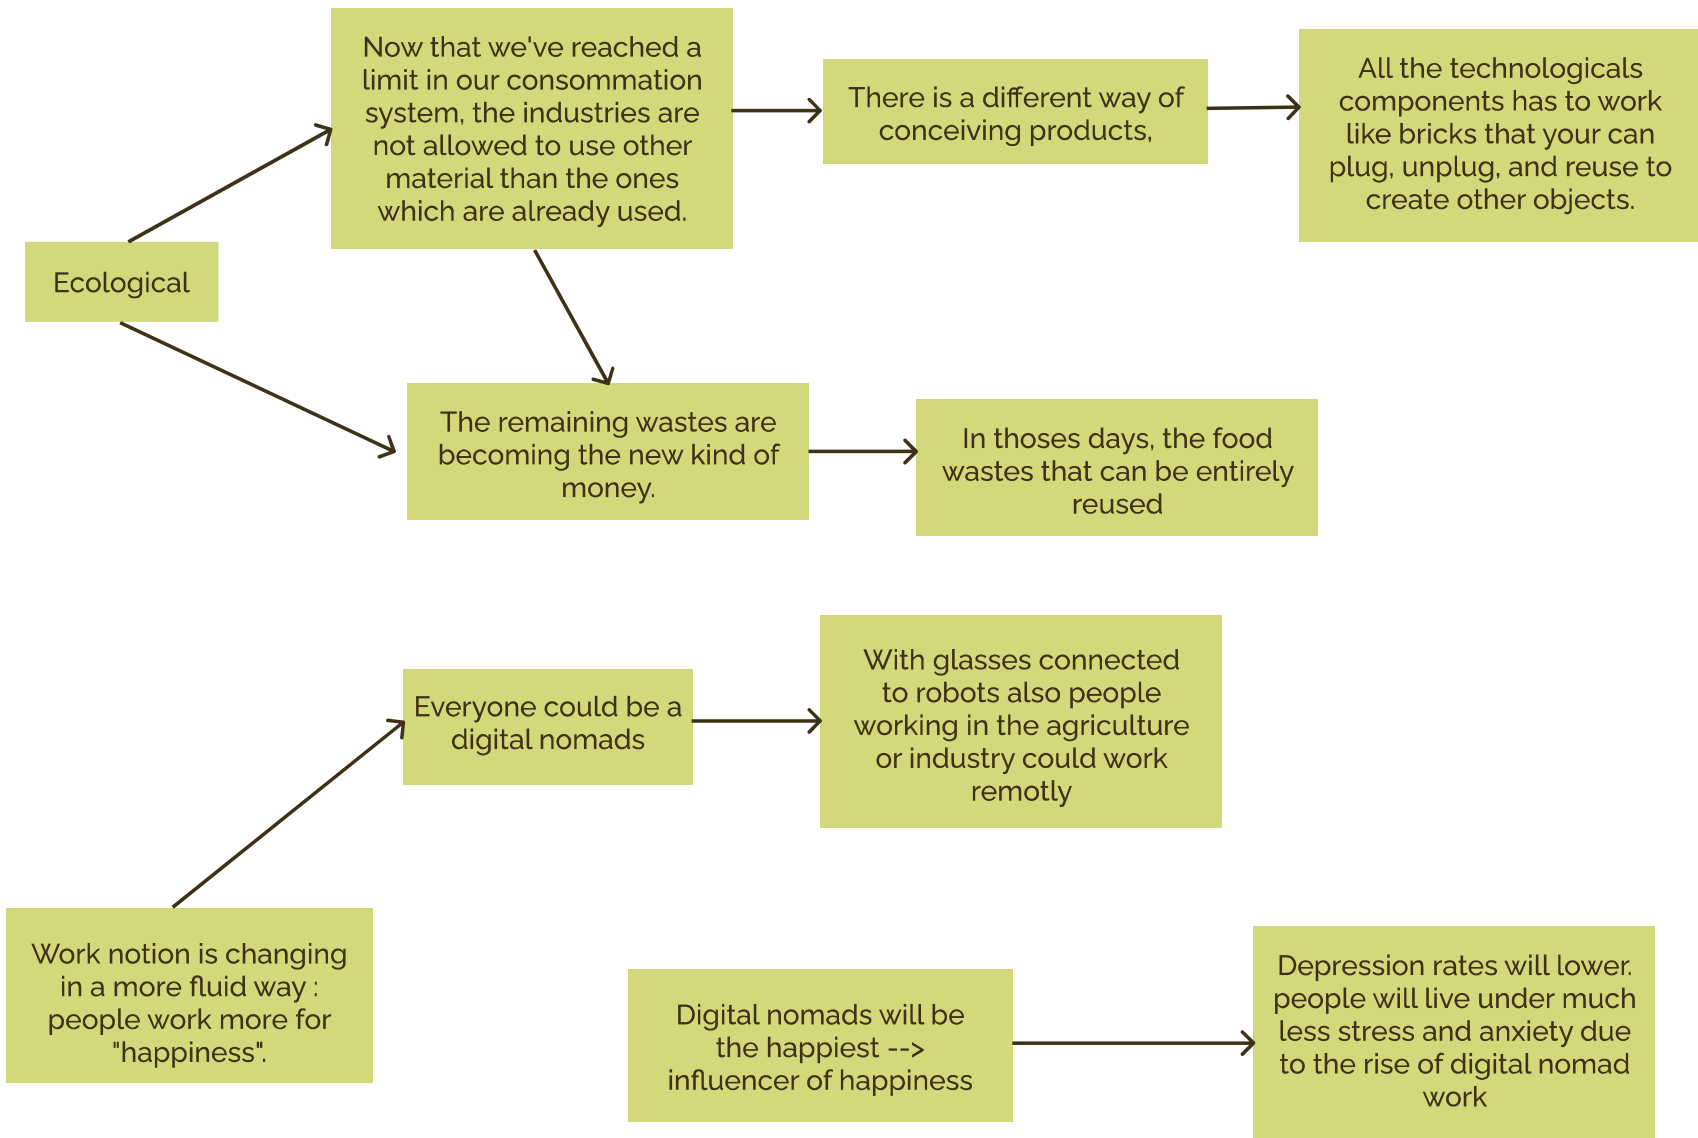 Now that we've reached a
limit in our consommation
system, the industries are
not allowed to use other
material than the ones
which are already used.
There is a different way of
conceiving products,
All the technologicals
components has to work
like bricks that your can
plug, unplug, and reuse to
create other objects.
Ecological
The remaining wastes are
becoming the new kind of
money.
In thoses days, the food
wastes that can be entirely
reused
Everyone could be a
digital nomads
With glasses connected
to robots also people
working in the agriculture
or industry could work
remotly
Work notion is changing
in a more fluid way :
people work more for
"happiness".
Digital nomads will be
the happiest -->
influencer of happiness
Depression rates will lower.
people will live under much
less stress and anxiety due
to the rise of digital nomad
work